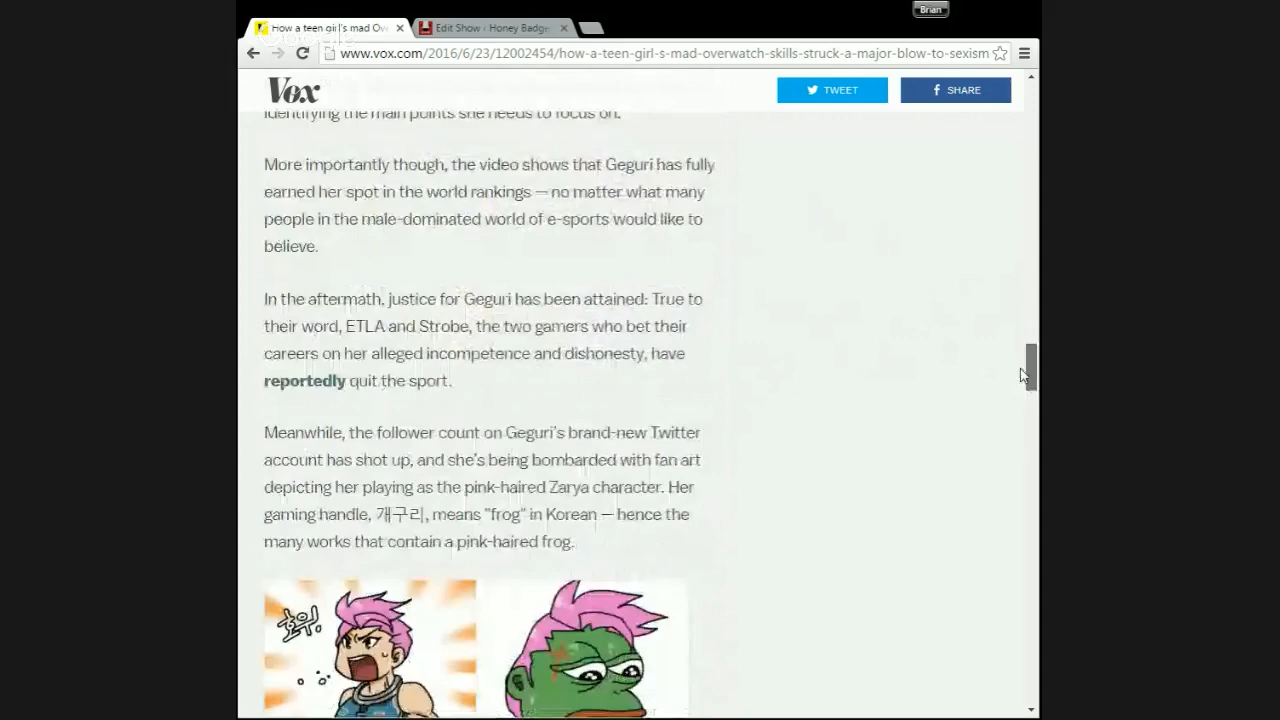 Brian
How a teen girl's mad Ov
Edit Show - Honey Badge
www.vox.com/2016/6/23/12002454/how-a-teen-girl-s-mad-overwatch-skills-struck-a-major-blow-to-sexism
Vox
TWEET
SHARE
identifying the main points she needs to focus on.
More importantly though, the video shows that Geguri has fully
earned her spot in the world rankings — no matter what many
people in the male-dominated world of e-sports would like to
believe.
In the aftermath, justice for Geguri has been attained: True to
their word, ETLA and Strobe, the two gamers who bet their
careers on her alleged incompetence and dishonesty, have
reportedly quit the sport.
Meanwhile, the follower count on Geguri's brand-new Twitter
account has shot up, and she's being bombarded with fan art
depicting her playing as the pink-haired Zarya character. Her
gaming handle, 개구리, means "frog" in Korean — hence the
many works that contain a pink-haired frog.